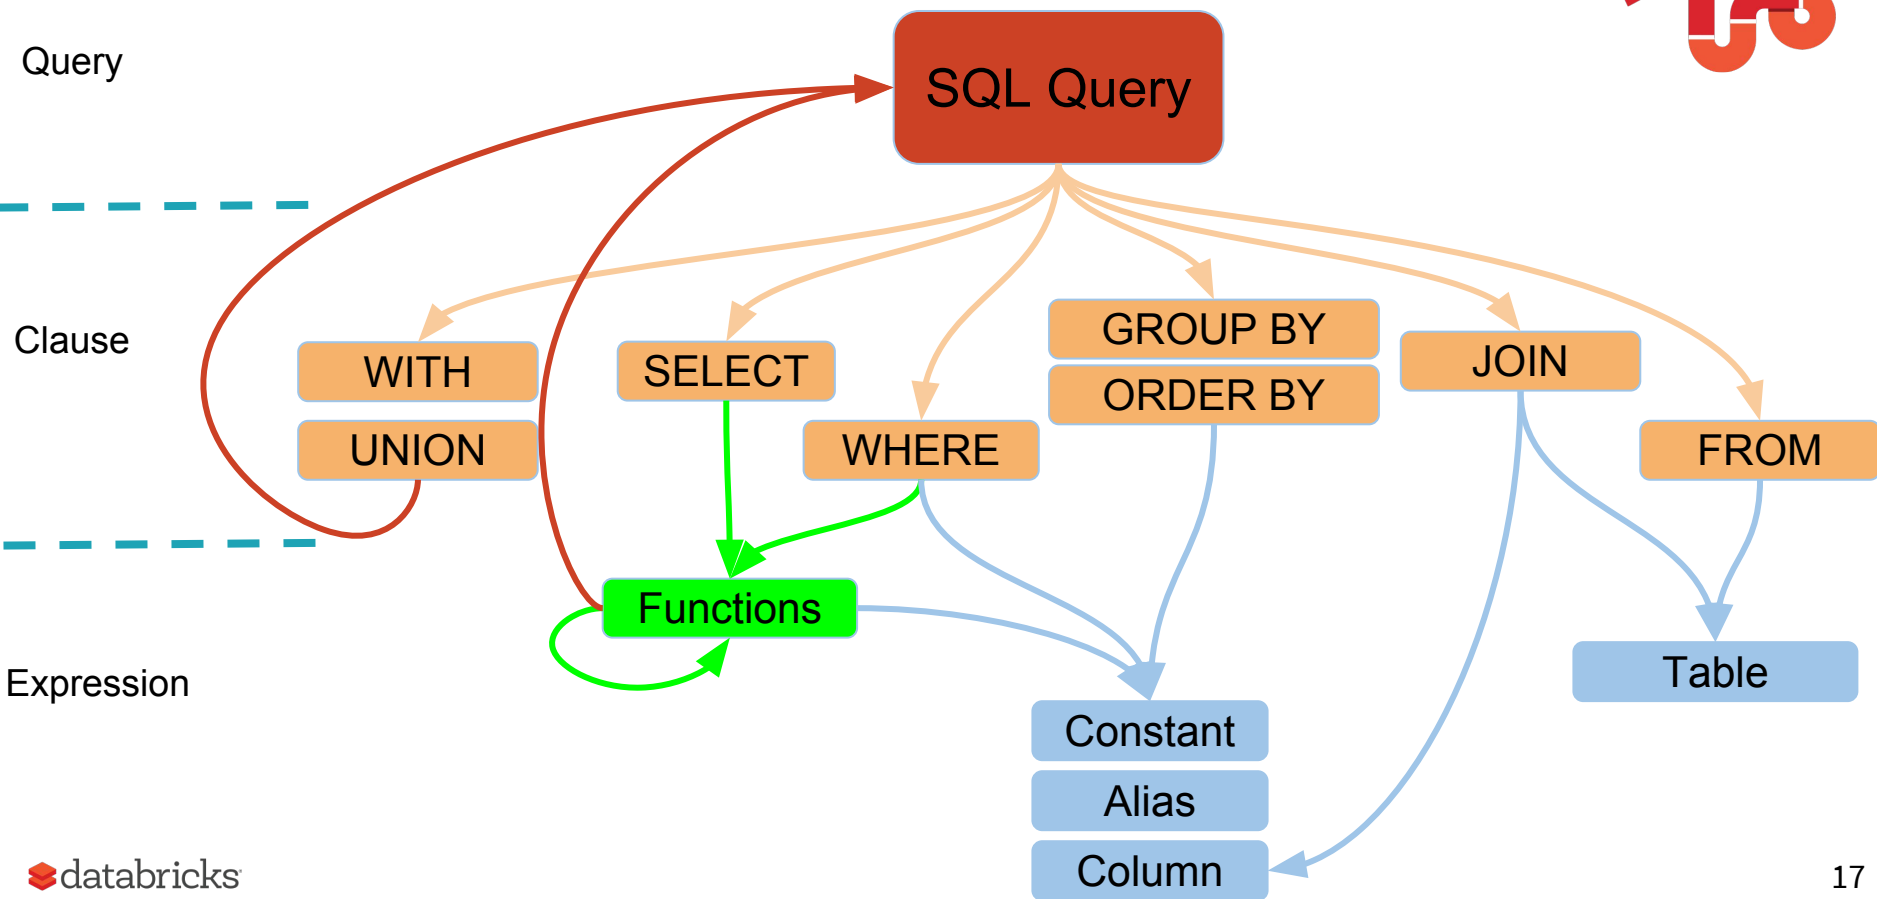 Query
SQL Query
Clause
WITH
UNION
SELECT
WHERE
GROUP BY
ORDER BY
JOIN
FROM
Expression
Functions
Table
Constant
Alias
Column
databricks
17